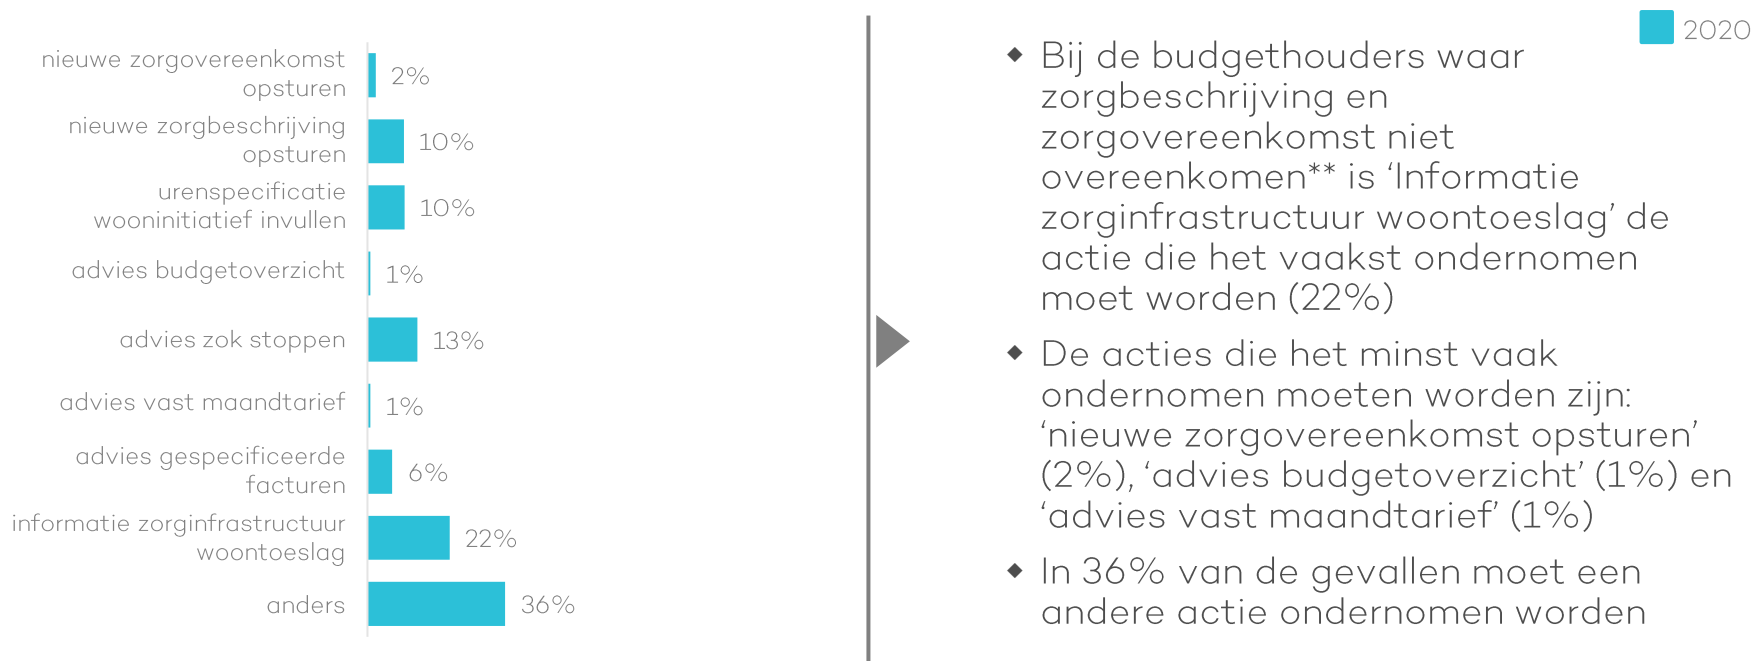 nieuwe zorgovereenkomst
opsturen
2%
nieuwe zorgbeschrijving
opsturen
10%
urenspecificatie
wooninitiatief invullen
10%
advies budgetoverzicht
1%
advies zok stoppen
13%
advies vast maandtarief
1%
advies gespecificeerde
facturen
6%
informatie zorginfrastructuur
woontoeslag
22%
anders
36%
2020
◆ Bij de budgethouders waar
zorgbeschrijving en
zorgovereenkomst niet
overeenkomen** is ‘Informatie
zorginfrastructuur woontoeslag’ de
actie die het vaakst ondernomen
moet worden (22%)
◆ De acties die het minst vaak
ondernomen moeten worden zijn:
‘nieuwe zorgovereenkomst opsturen’
(2%), ‘advies budgetoverzicht’ (1%) en
‘advies vast maandtarief’ (1%)
◆ In 36% van de gevallen moet een
andere actie ondernomen worden